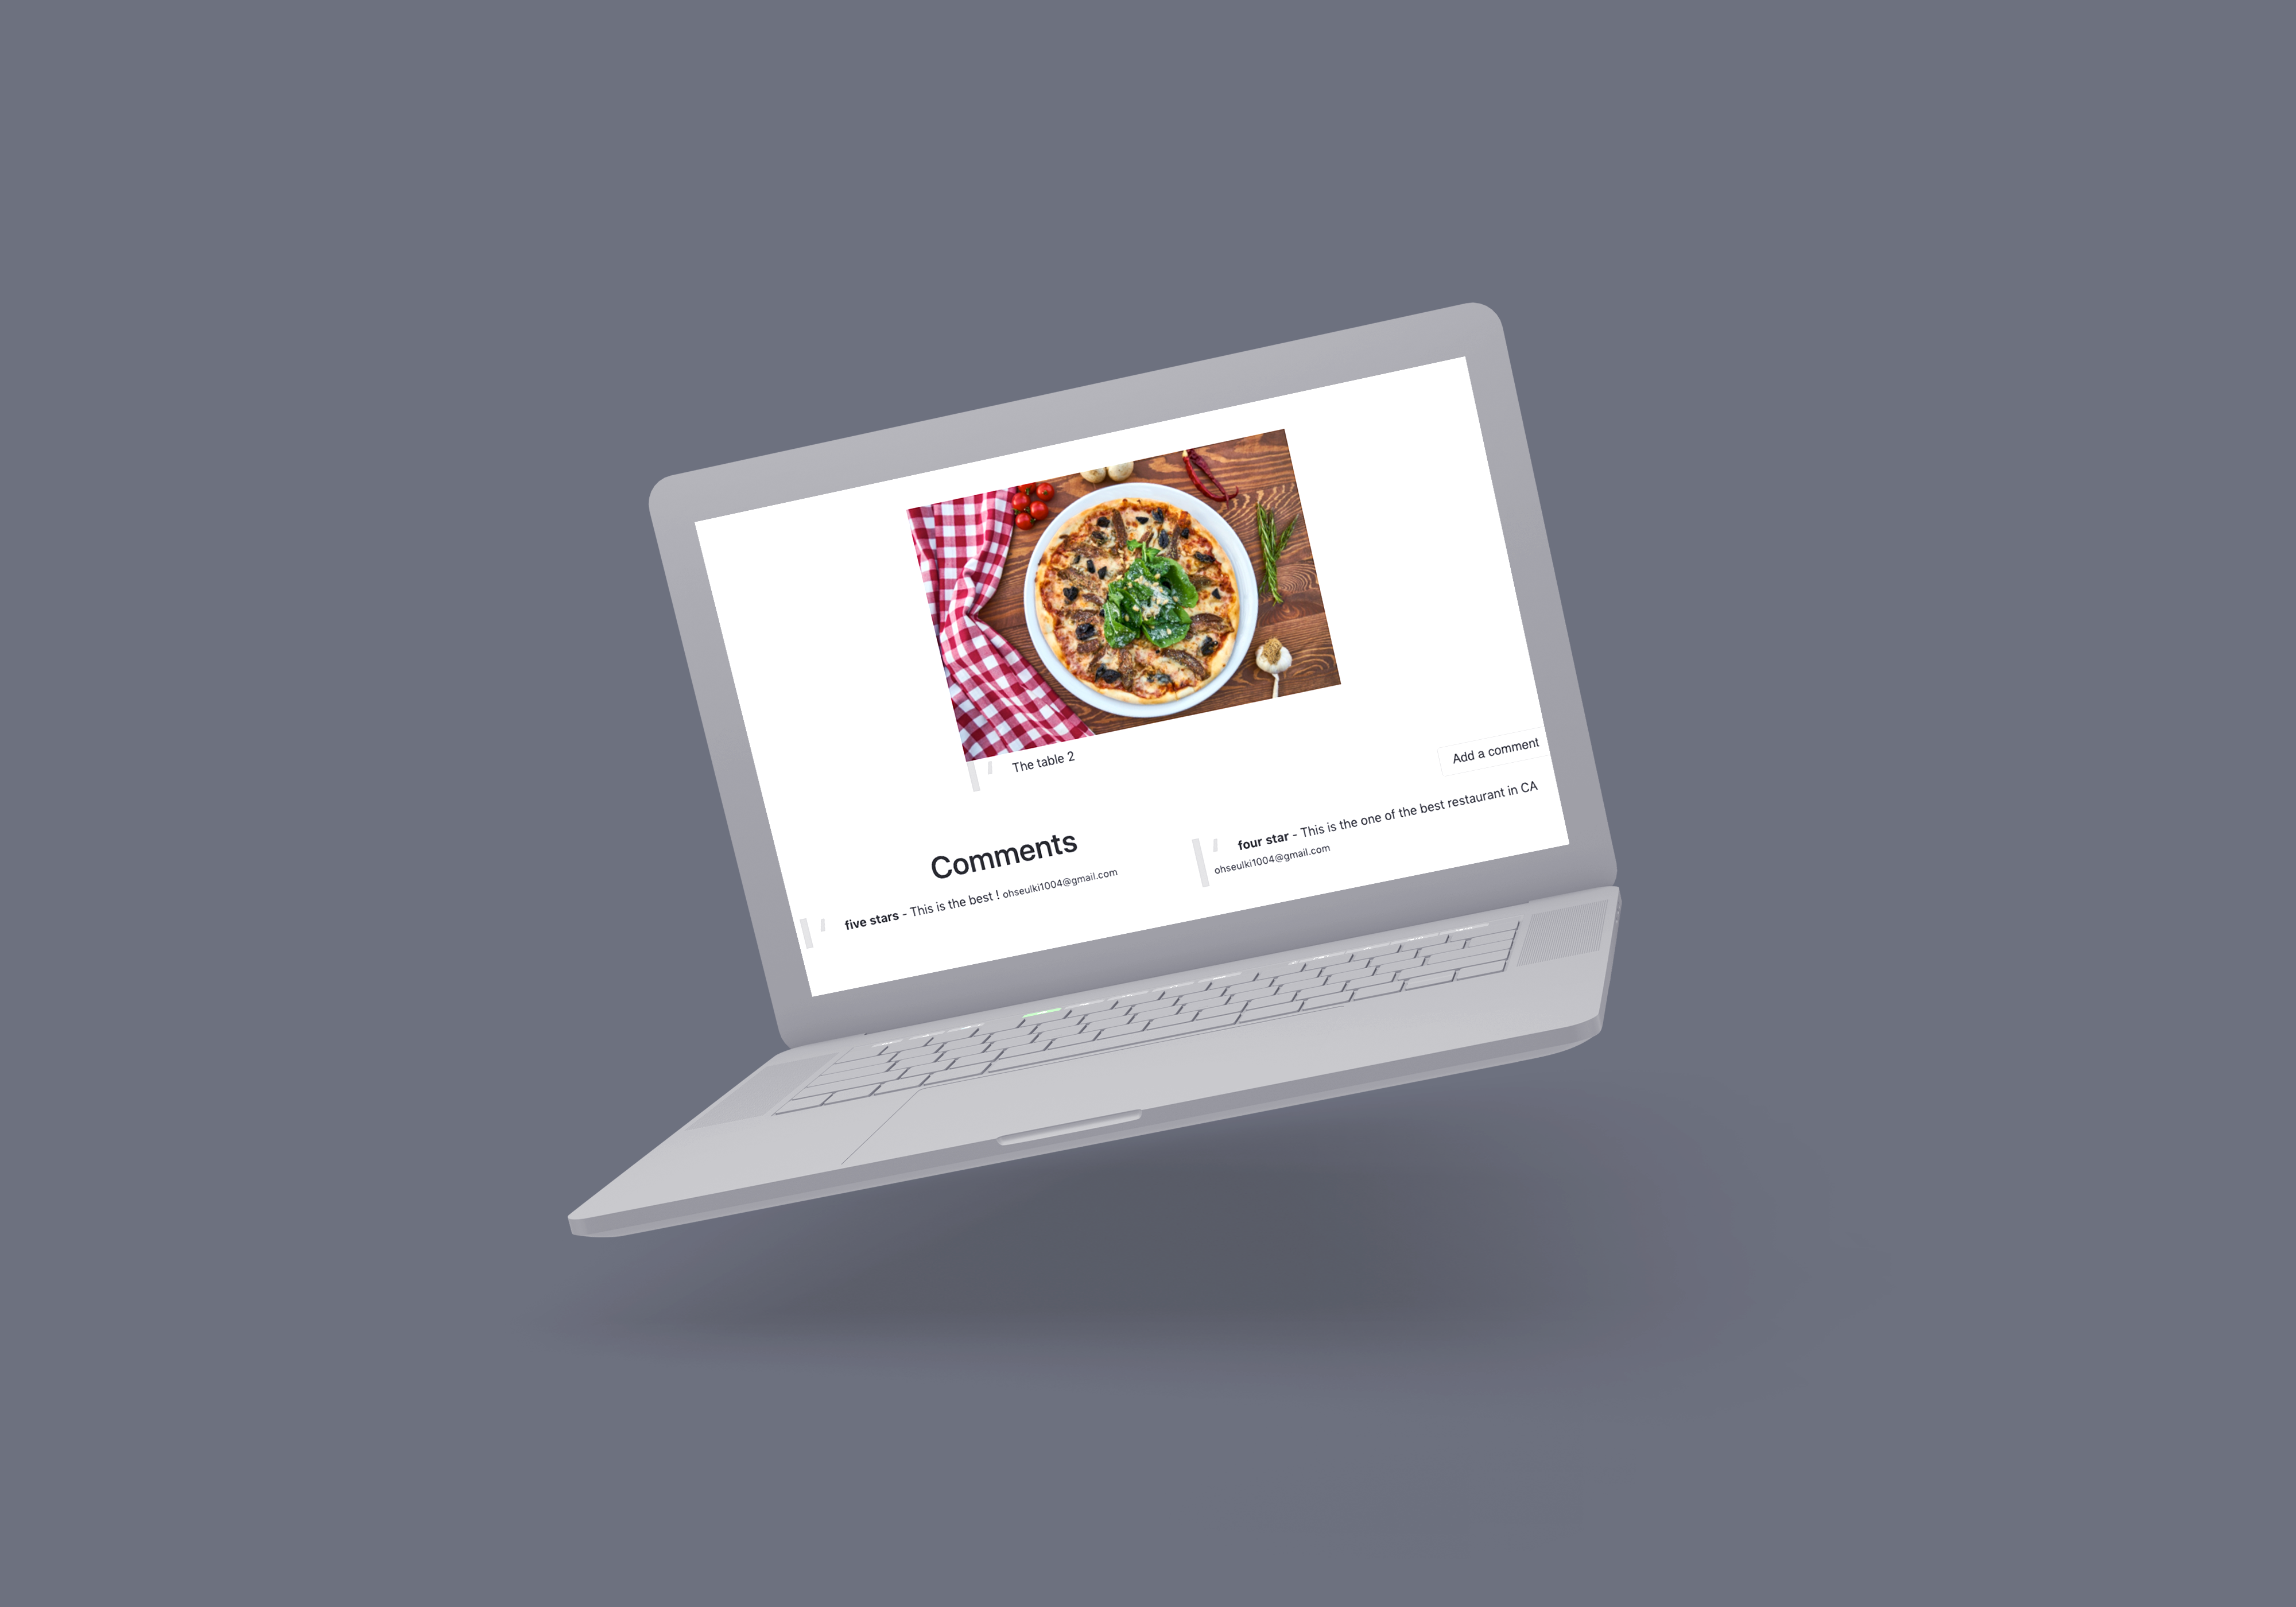 The table 2
Add a comment
Comments
five stars - This is the best ! ohseulki1004@gmail.com
four star - This is the one of the best restaurant in CA
ohseulki1004@gmail.com